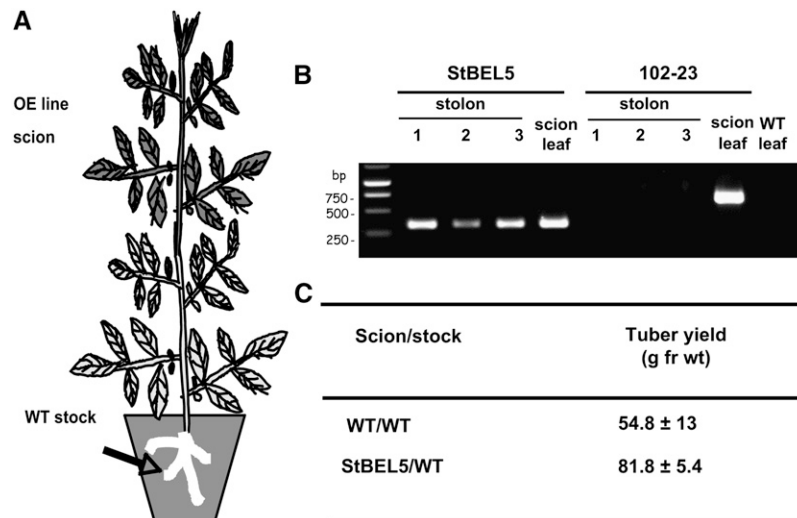 A
OE line
scion
WT stock
B
StBEL5 102-23
stolon stolon
1 2 3 scion leaf 1 2 3 scion leaf WT leaf
bp
750-
500-
250-
C
Scion/stock Tuber yield
(g fr wt)
WT/WT 54.8 ± 13
StBEL5/WT 81.8 ± 5.4